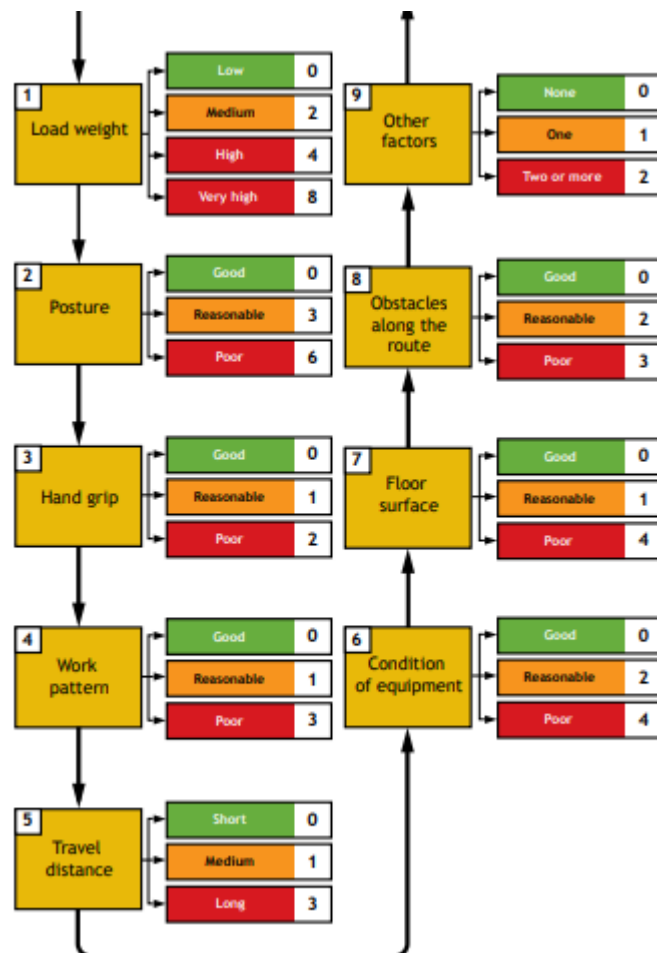 1
Load weight
Low 0
Medium 2
High 4
Very high 8
2
Posture
Good 0
Reasonable 3
Poor 6
3
Hand grip
Good 0
Reasonable 1
Poor 2
4
Work
pattern
Good 0
Reasonable 1
Poor 3
5
Travel
distance
Short 0
Medium 1
Long 3
6
Condition
of equipment
Good 0
Reasonable 2
Poor 4
7
Floor
surface
Good 0
Reasonable 1
Poor 4
8
Obstacles
along the
route
Good 0
Reasonable 2
Poor 3
9
Other
factors
None 0
One 1
Two or more 2